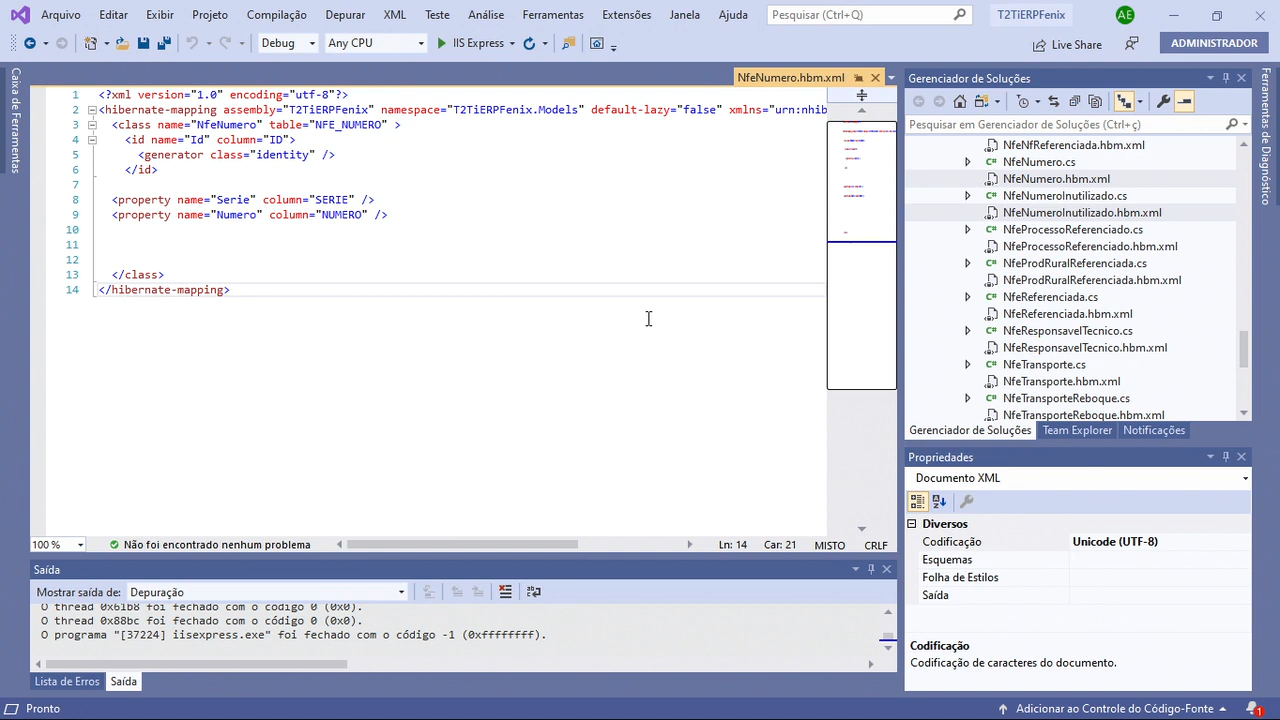 Arquivo Editar Exibir Projeto Compilação Depurar XML Teste Análise Ferramentas Extensões Janela Ajuda Pesquisar (Ctrl+Q) T2TiERPFenix AE
Debug Any CPU IIS Express Live Share ADMINISTRADOR
Caixa de Ferramentas
NfeNumero.hbm.xml
1 <?xml version="1.0" encoding="utf-8"?>
2 <hibernate-mapping assembly="T2TiERPFenix" namespace="T2TiERPFenix.Models" default-lazy="false" xmlns="urn:nhib
3 <class name="NfeNumero" table="NFE_NUMERO" >
4 <id name="Id" column="ID">
5 <generator class="identity" />
6 </id>
7
8 <property name="Serie" column="SERIE" />
9 <property name="Numero" column="NUMERO" />
10
11
12
13 </class>
14 </hibernate-mapping>
100 % Não foi encontrado nenhum problema Ln: 14 Car: 21 MISTO CRLF
Saída
Mostrar saída de: Depuração
O thread 0x61b8 foi fechado com o código 0 (0x0).
O thread 0x88bc foi fechado com o código 0 (0x0).
O programa "[37224] iisexpress.exe" foi fechado com o código -1 (0xffffffff).
Lista de Erros Saída
Gerenciador de Soluções
Pesquisar em Gerenciador de Soluções (Ctrl+ç)
NfeNfReferenciada.hbm.xml
C# NfeNumero.cs
NfeNumero.hbm.xml
C# NfeNumeroInutilizado.cs
NfeNumeroInutilizado.hbm.xml
C# NfeProcessoReferenciado.cs
NfeProcessoReferenciado.hbm.xml
C# NfeProdRuralReferenciada.cs
NfeProdRuralReferenciada.hbm.xml
C# NfeReferenciada.cs
NfeReferenciada.hbm.xml
C# NfeResponsavelTecnico.cs
NfeResponsavelTecnico.hbm.xml
C# NfeTransporte.cs
NfeTransporte.hbm.xml
C# NfeTransporteReboque.cs
NfeTransporteReboque.hbm.xml
Gerenciador de Soluções Team Explorer Notificações
Propriedades
Documento XML
Diversos
Codificação Unicode (UTF-8)
Esquemas
Folha de Estilos
Saída
Codificação
Codificação de caracteres do documento.
Ferramentas de Diagnóstico
Pronto Adicionar ao Controle do Código-Fonte 1